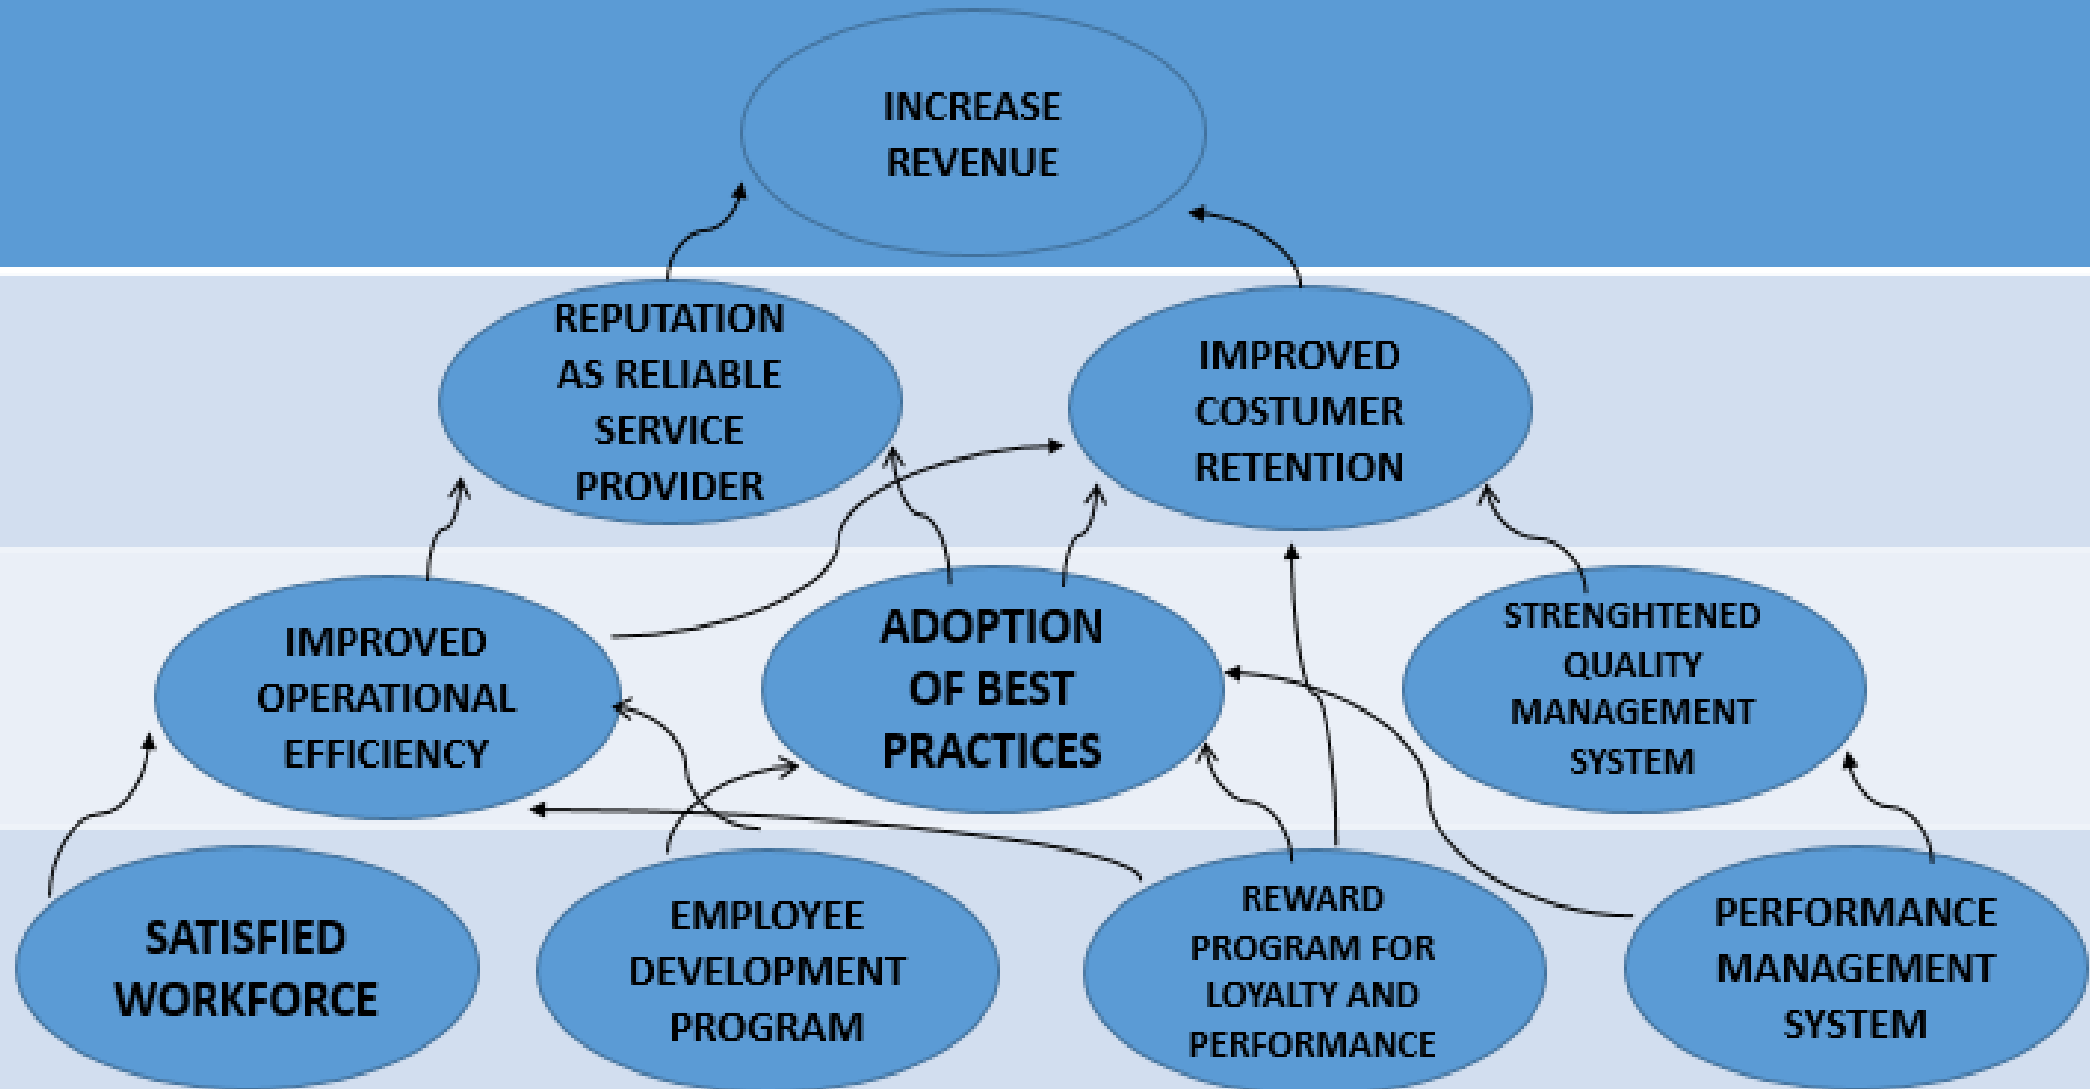 INCREASE
REVENUE
REPUTATION
AS RELIABLE
SERVICE
PROVIDER
IMPROVED
COSTUMER
RETENTION
IMPROVED
OPERATIONAL
EFFICIENCY
ADOPTION
OF BEST
PRACTICES
STRENGHTENED
QUALITY
MANAGEMENT
SYSTEM
SATISFIED
WORKFORCE
EMPLOYEE
DEVELOPMENT
PROGRAM
REWARD
PROGRAM FOR
LOYALTY AND
PERFORMANCE
PERFORMANCE
MANAGEMENT
SYSTEM